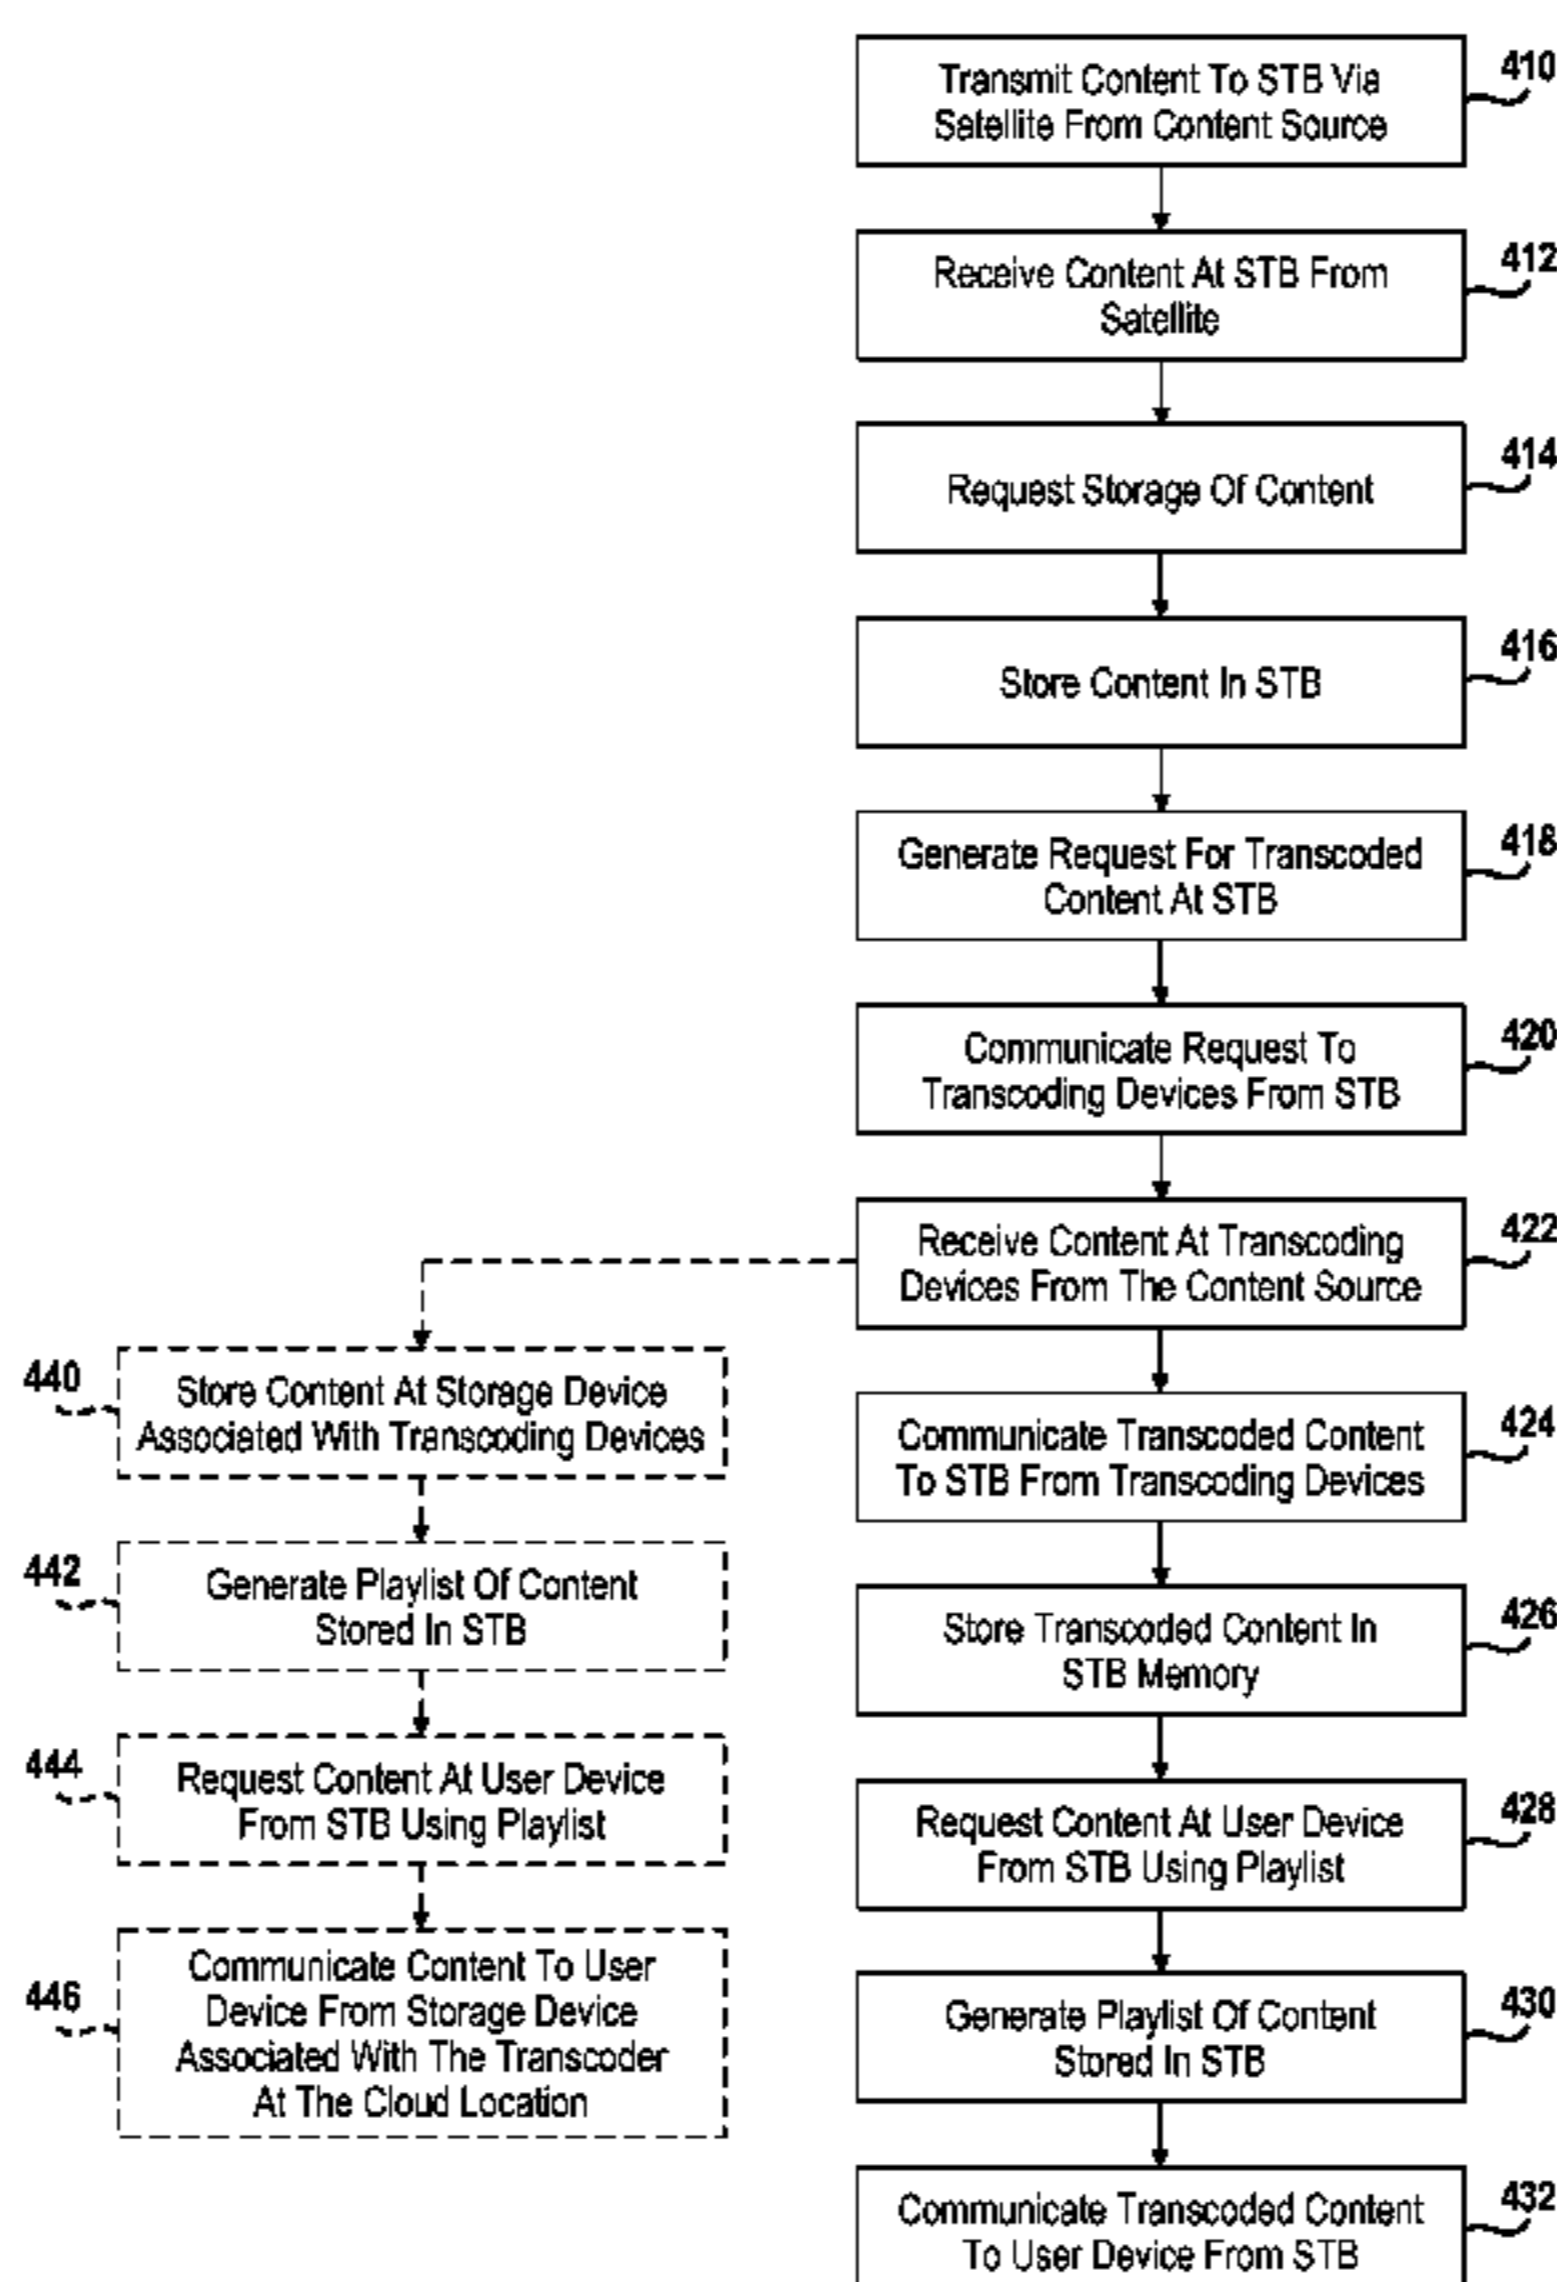 Transmit Content To STB Via
Satellite From Content Source
410
Receive Content At STB From
Satellite
412
Request Storage Of Content
414
Store Content In STB
416
Generate Request For Transcoded
Content At STB
418
Communicate Request To
Transcoding Devices From STB
420
Receive Content At Transcoding
Devices From The Content Source
422
Communicate Transcoded Content
To STB From Transcoding Devices
424
Store Transcoded Content In
STB Memory
426
Request Content At User Device
From STB Using Playlist
428
Generate Playlist Of Content
Stored In STB
430
Communicate Transcoded Content
To User Device From STB
432
440
Store Content At Storage Device
Associated With Transcoding Devices
442
Generate Playlist Of Content
Stored In STB
444
Request Content At User Device
From STB Using Playlist
446
Communicate Content To User
Device From Storage Device
Associated With The Transcoder
At The Cloud Location